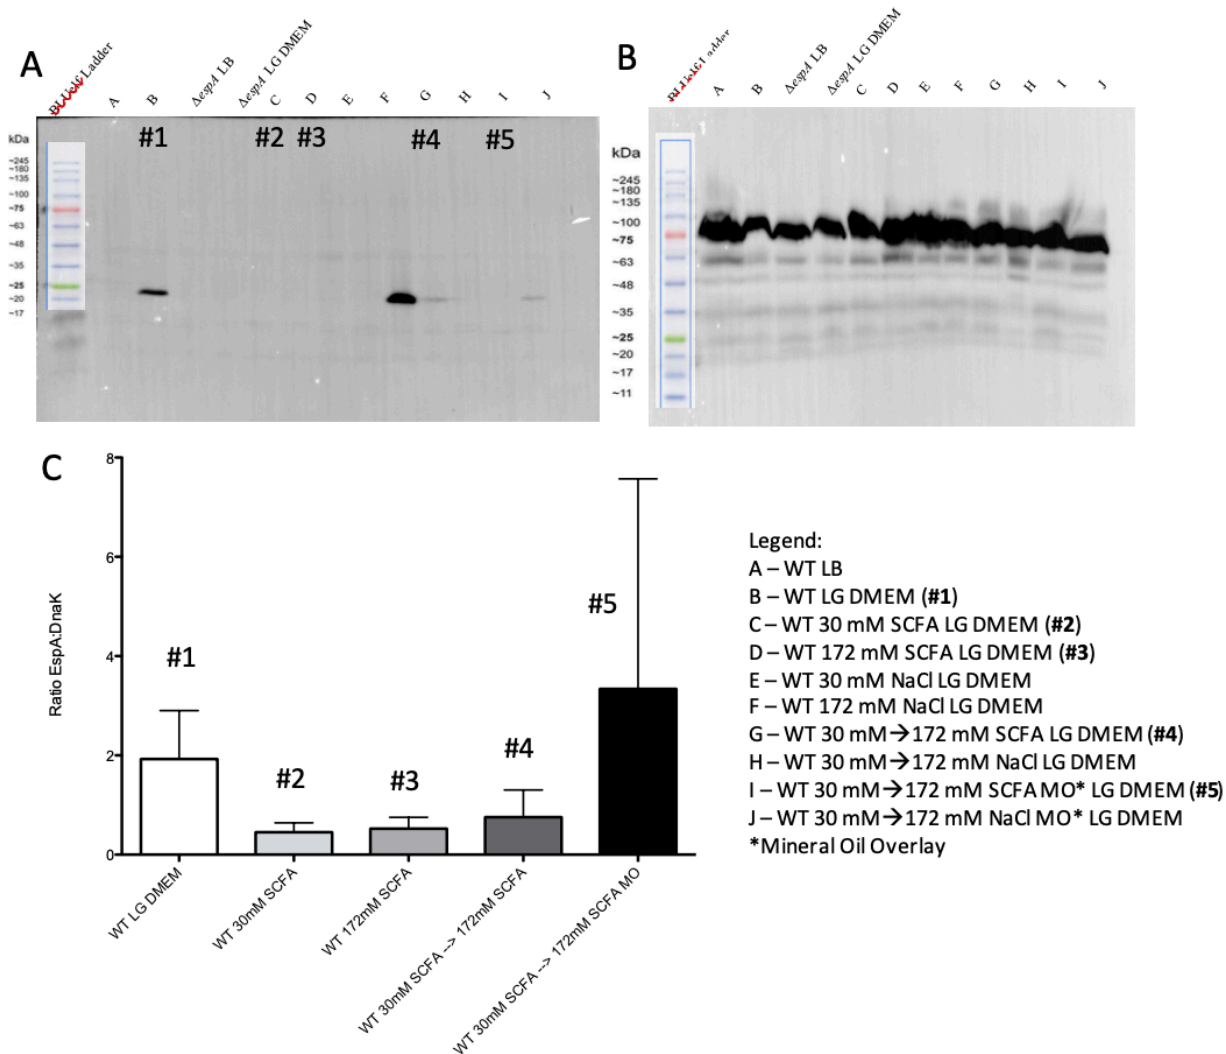 A
BLUelf Ladder
A
B
ΔespA LB
ΔespA LG DMEM
C
D
E
F
G
H
I
J
kDa
#1 #2 #3 #4 #5
~245
~180
~135
~100
~75
~63
~48
~35
~25
~20
~17
B
Ladder
A
B
ΔespA LB
ΔespA LG DMEM
C
D
E
F
G
H
I
J
kDa
~245
~180
~135
~100
~75
~63
~48
~35
~25
~20
~17
~11
C
Ratio EspA:DnaK
8
6
4
2
0
#1
#2
#3
#4
#5
WT LG DMEM
WT 30mM SCFA
WT 172mM SCFA
WT 30mM SCFA --> 172mM SCFA
WT 30mM SCFA --> 172mM SCFA MO
Legend:
A – WT LB
B – WT LG DMEM (#1)
C – WT 30 mM SCFA LG DMEM (#2)
D – WT 172 mM SCFA LG DMEM (#3)
E – WT 30 mM NaCl LG DMEM
F – WT 172 mM NaCl LG DMEM
G – WT 30 mM→172 mM SCFA LG DMEM (#4)
H – WT 30 mM→172 mM NaCl LG DMEM
I – WT 30 mM→172 mM SCFA MO* LG DMEM (#5)
J – WT 30 mM→172 mM NaCl MO* LG DMEM
*Mineral Oil Overlay